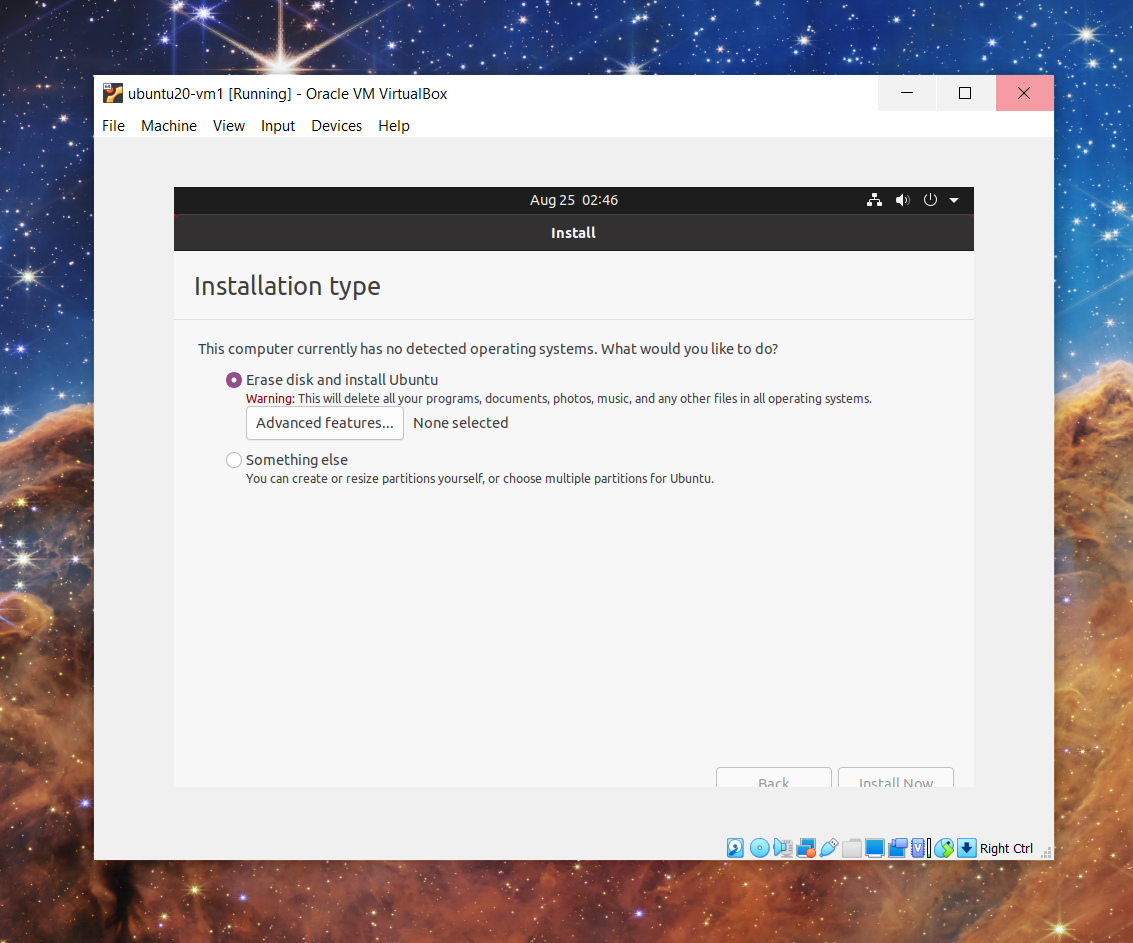 ubuntu20-vm1 [Running] - Oracle VM VirtualBox
File Machine View Input Devices Help
Aug 25 02:46
Install
Installation type
This computer currently has no detected operating systems. What would you like to do?
Erase disk and install Ubuntu
Warning: This will delete all your programs, documents, photos, music, and any other files in all operating systems.
Advanced features... None selected
Something else
You can create or resize partitions yourself, or choose multiple partitions for Ubuntu.
Back Install Now
Right Ctrl